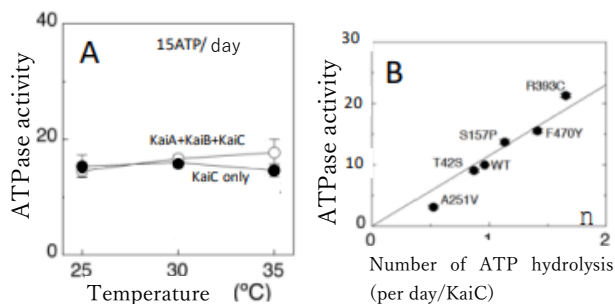 A
15ATP/ day
ATPase activity
40
20
0
KaiA+KaiB+KaiC
KaiC only
25
30
35
Temperature (ºC)
B
ATPase activity
30
20
10
0
R393C
S157P
F470Y
T42S
WT
A251V
n
0
1
2
Number of ATP hydrolysis
(per day/KaiC)